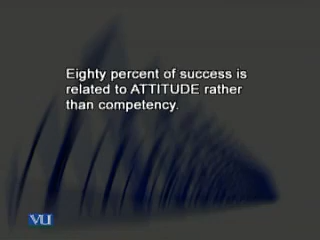 Eighty percent of success is
related to ATTITUDE rather
than competency.
VU